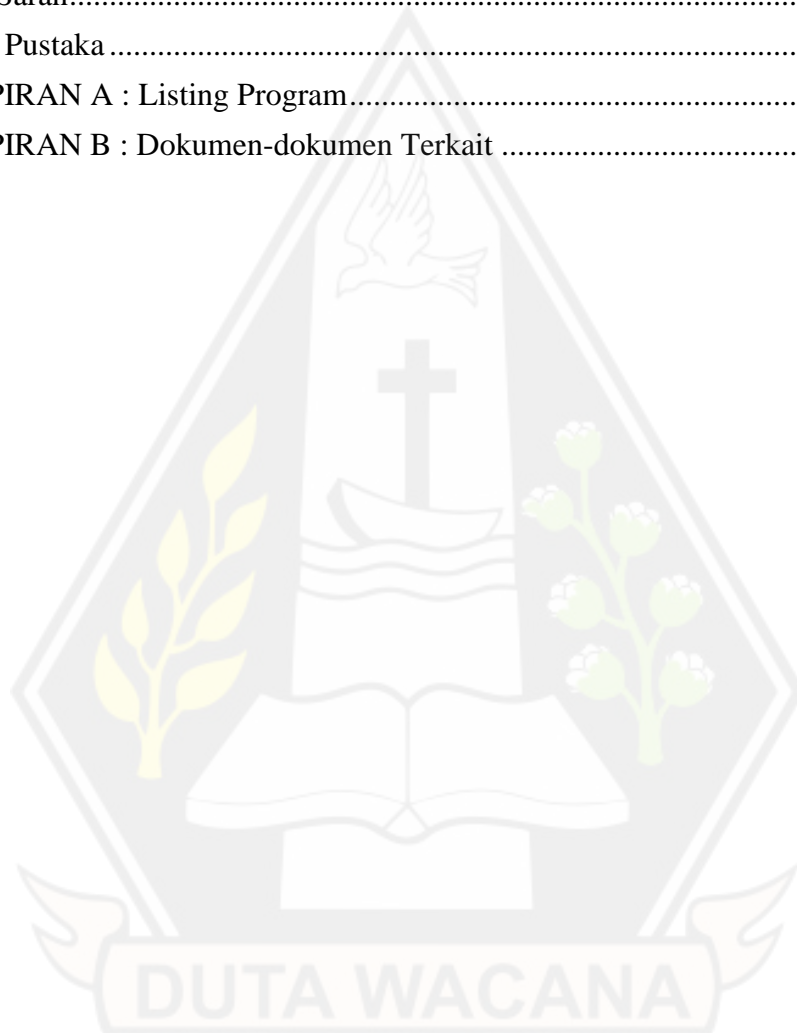 Saran..........................................................................................
Pustaka......................................................................................
PIRAN A : Listing Program........................................................
PIRAN B : Dokumen-dokumen Terkait .....................................
DUTA WACANA